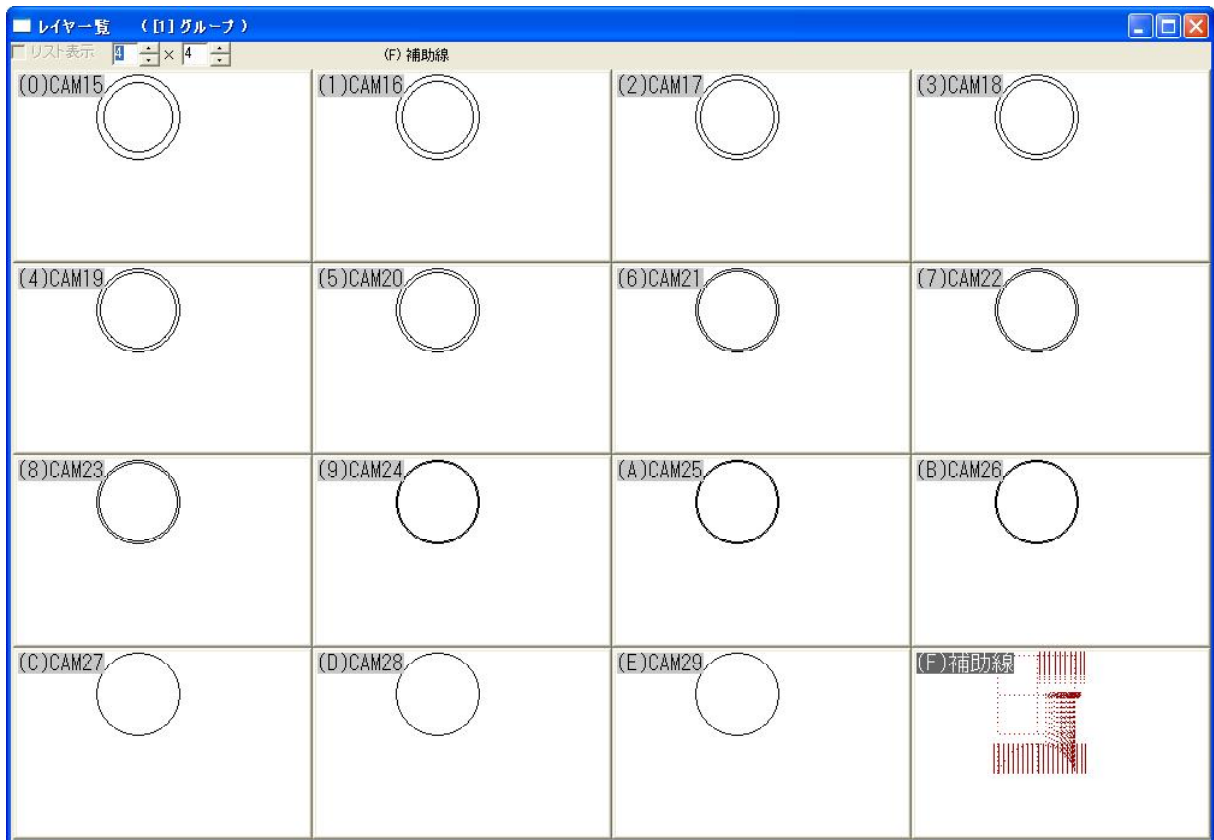 レイヤ一覧 ( [1] グループ )
リスト表示 4 × 4 (F) 補助線
(0)CAM15 (1)CAM16 (2)CAM17 (3)CAM18
(4)CAM19 (5)CAM20 (6)CAM21 (7)CAM22
(8)CAM23 (9)CAM24 (A)CAM25 (B)CAM26
(C)CAM27 (D)CAM28 (E)CAM29 (F)補助線